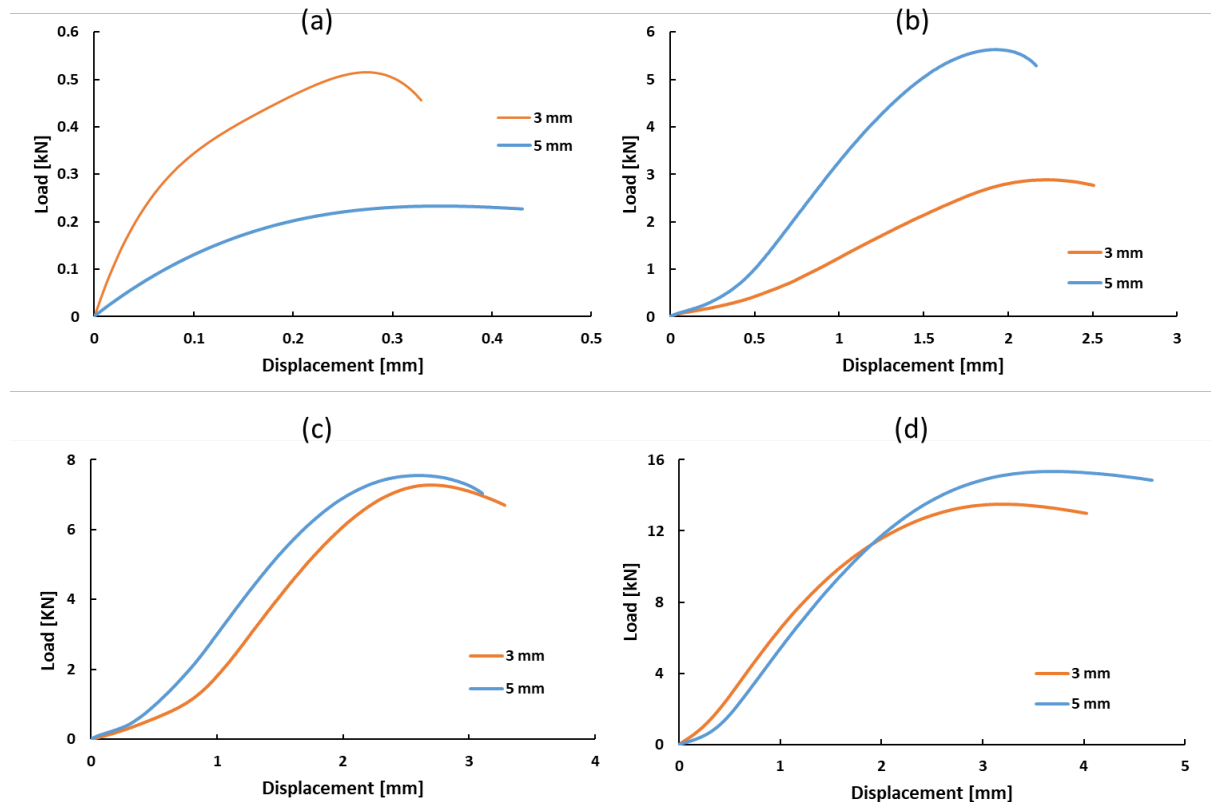 (a)
0.6
0.5
0.4
0.3
0.2
0.1
0
Load [kN]
3 mm
5 mm
0 0.1 0.2 0.3 0.4 0.5
Displacement [mm]
(b)
6
5
4
3
2
1
0
Load [kN]
3 mm
5 mm
0 0.5 1 1.5 2 2.5 3
Displacement [mm]
(c)
8
6
4
2
0
Load [KN]
3 mm
5 mm
0 1 2 3 4
Displacement [mm]
(d)
16
12
8
4
0
Load [kN]
3 mm
5 mm
0 1 2 3 4 5
Displacement [mm]